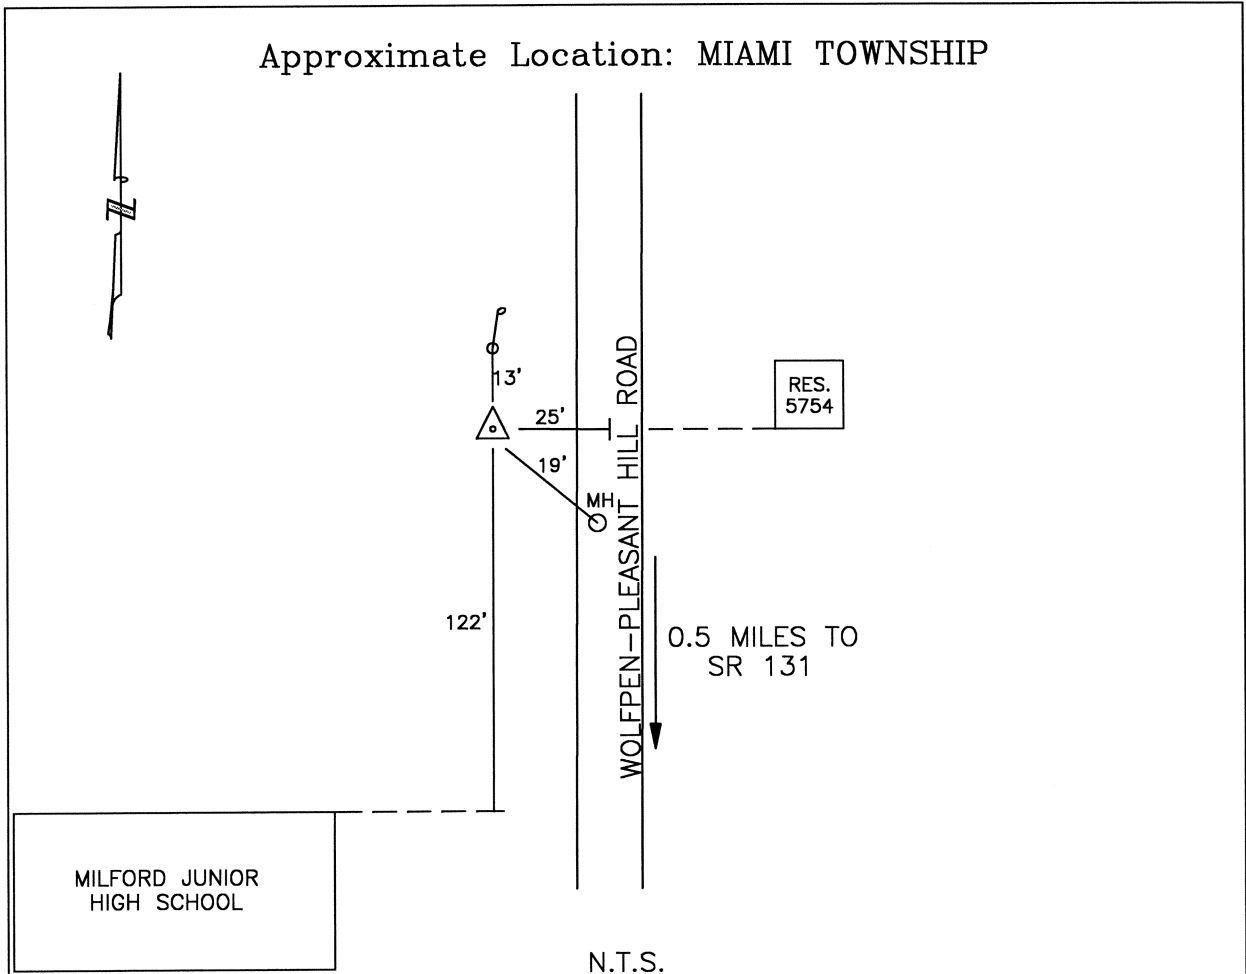 Approximate Location: MIAMI TOWNSHIP
N
13'
25'
RES.
5754
19'
MH
WOLFPEN-PLEASANT HILL ROAD
122'
0.5 MILES TO
SR 131
MILFORD JUNIOR
HIGH SCHOOL
N.T.S.